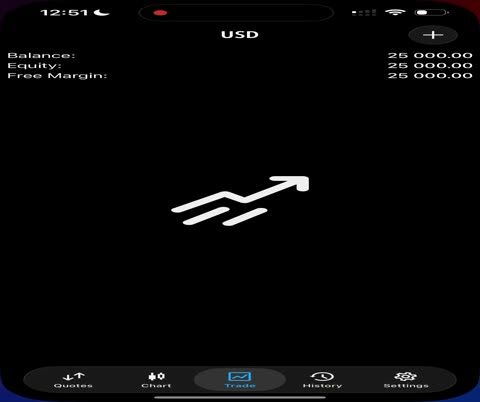 12:51
USD
Balance: 25 000.00
Equity: 25 000.00
Free Margin: 25 000.00
Quotes Chart Trade History Settings